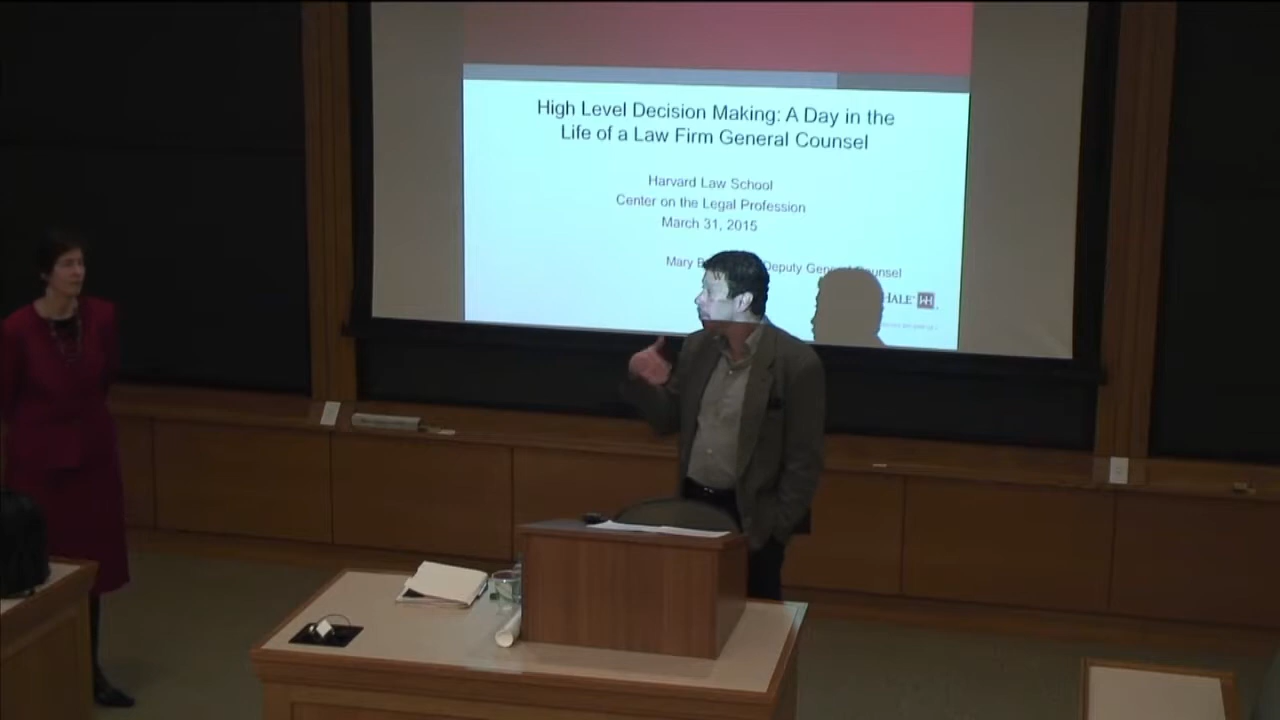 High Level Decision Making: A Day in the
Life of a Law Firm General Counsel
Harvard Law School
Center on the Legal Profession
March 31, 2015
Mary Deputy General Counsel
HALE